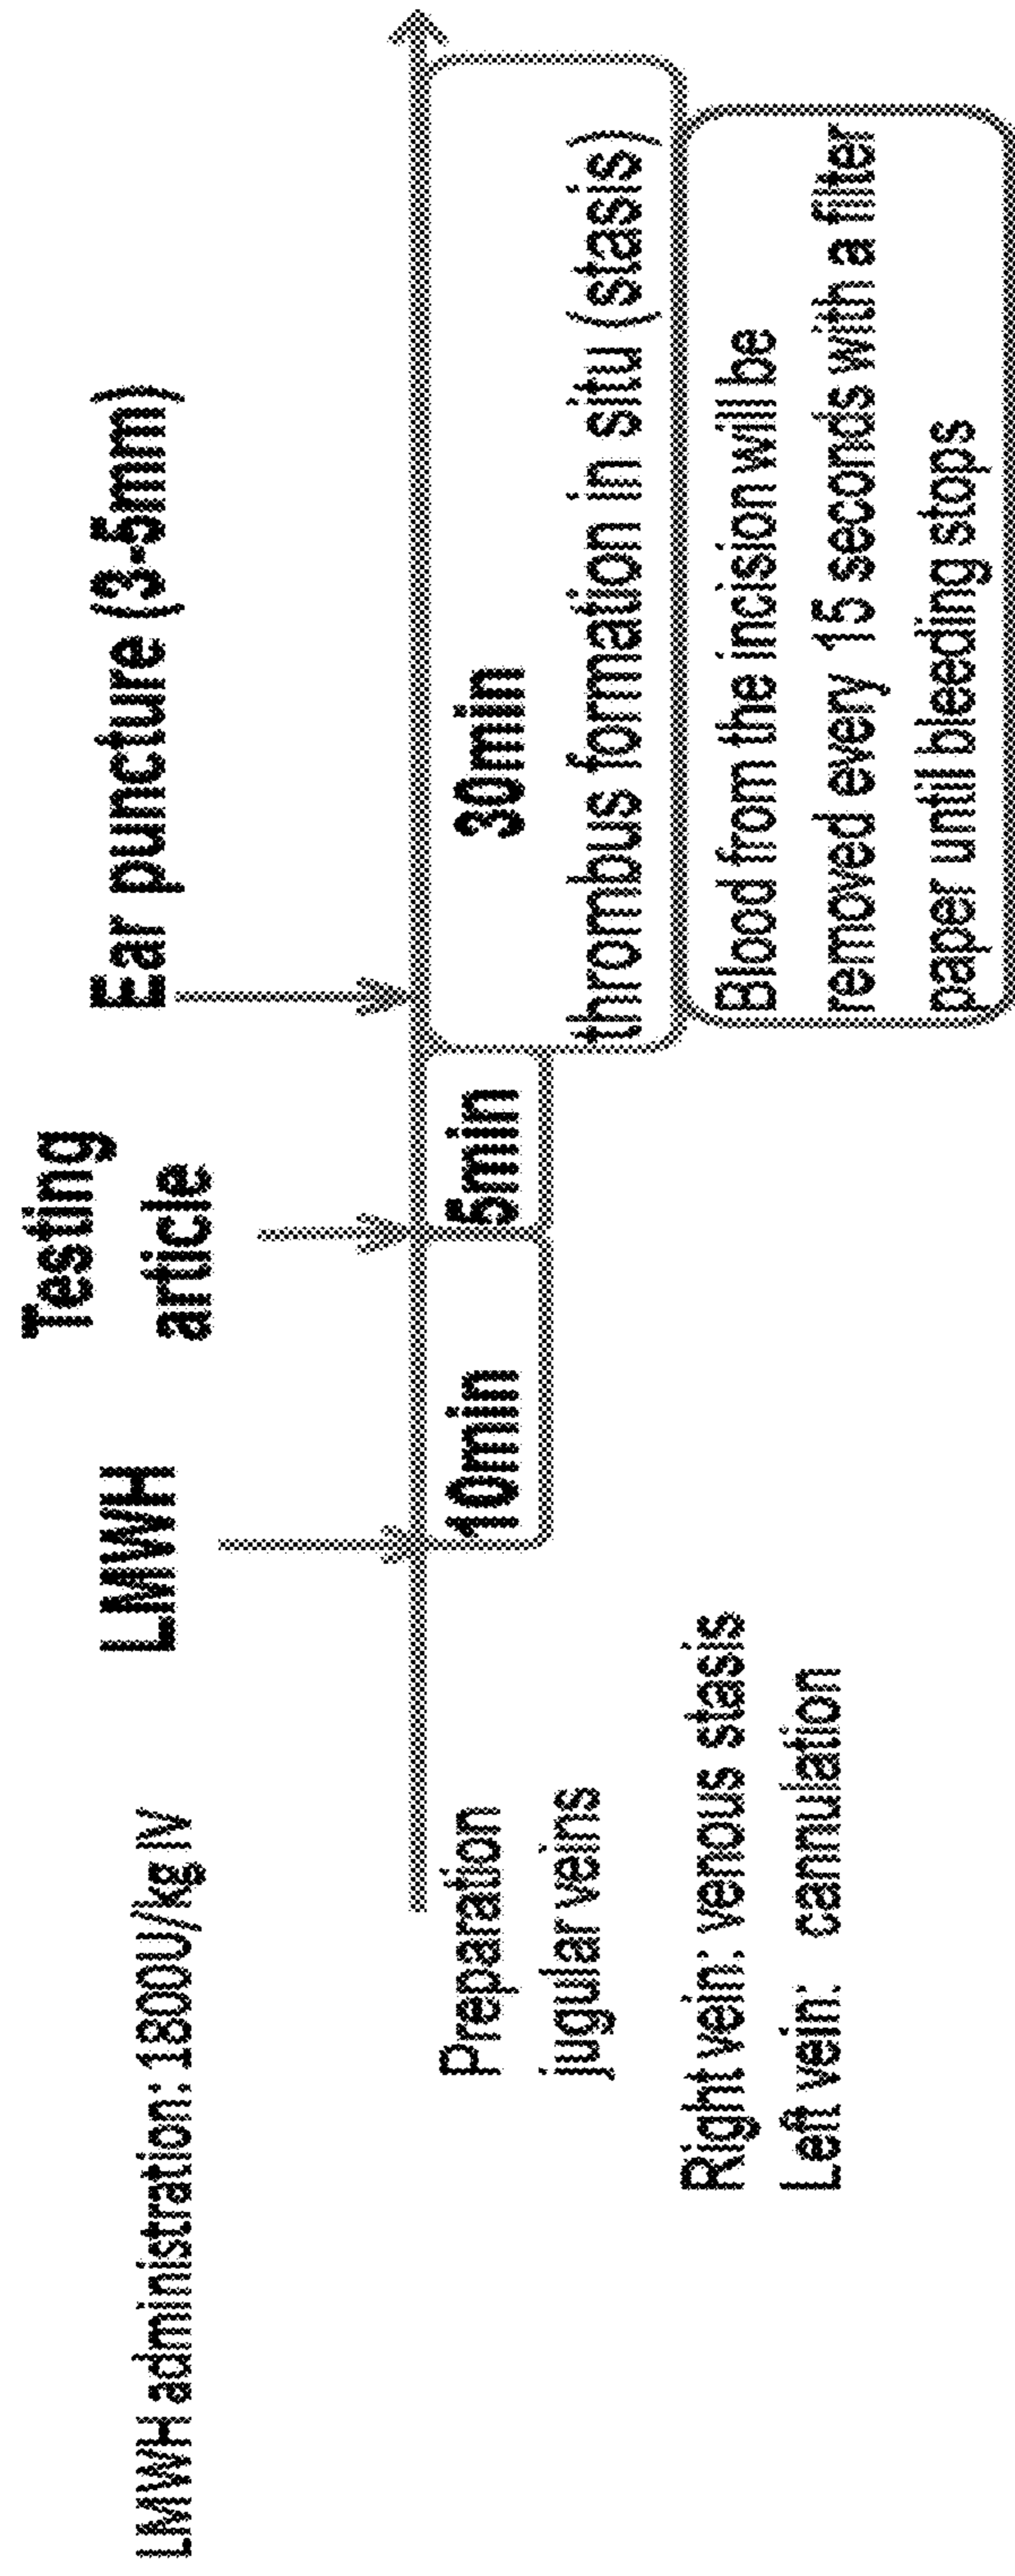 LMWH administration: 1800U/kg IV
LMWH
Testing
article
Ear puncture (3-5mm)
10min
5min
30min
thrombus formation in situ (stasis)
Preparation
jugular veins
Right vein: venous stasis
Left vein: cannulation
Blood from the incision will be
removed every 15 seconds with a filter
paper until bleeding stops